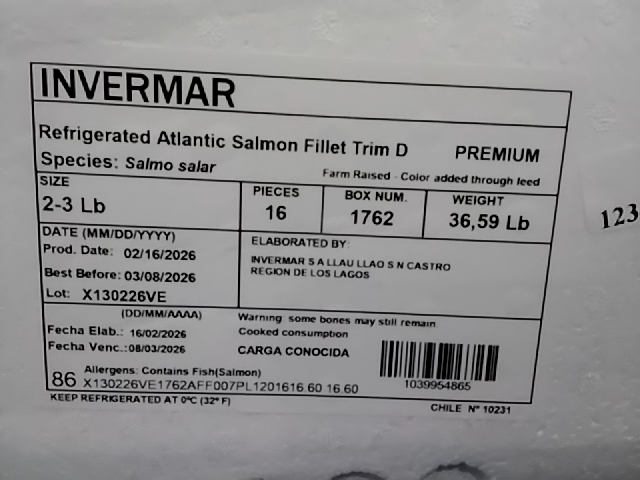 INVERMAR
Refrigerated Atlantic Salmon Fillet Trim D PREMIUM
Species: Salmo salar
Farm Raised - Color added through feed
SIZE PIECES BOX NUM. WEIGHT
2-3 Lb 16 1762 36,59 Lb
DATE (MM/DD/YYYY)
Prod. Date: 02/16/2026
Best Before: 03/08/2026
Lot: X130226VE
ELABORATED BY:
INVERMAR S A LLAU LLAO S N CASTRO
REGION DE LOS LAGOS
(DD/MM/AAAA)
Fecha Elab.: 16/02/2026
Fecha Venc.: 08/03/2026
Warning: some bones may still remain
Cooked consumption
CARGA CONOCIDA
1039954865
Allergens: Contains Fish(Salmon)
86 X130226VE1762AFF007PL1201616.60 16.60
KEEP REFRIGERATED AT 0ºC (32º F)
CHILE Nº 10231
123